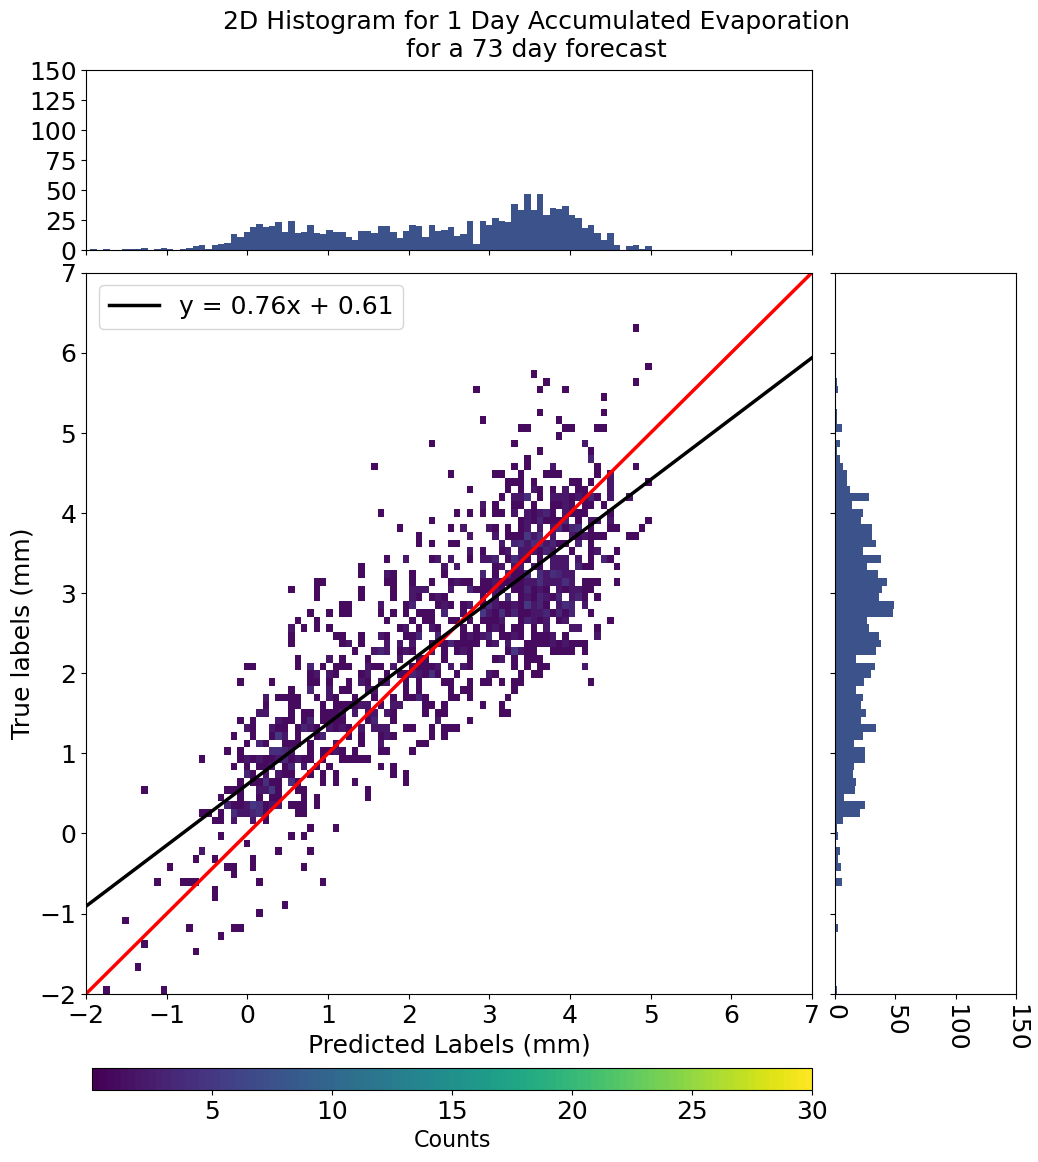 2D Histogram for 1 Day Accumulated Evaporation
for a 73 day forecast
150
125
100
75
50
25
0
7
6
5
4
3
2
1
0
−1
−2
True labels (mm)
y = 0.76x + 0.61
−2 −1 0 1 2 3 4 5 6 7
Predicted Labels (mm)
0 50 100 150
5 10 15 20 25 30
Counts